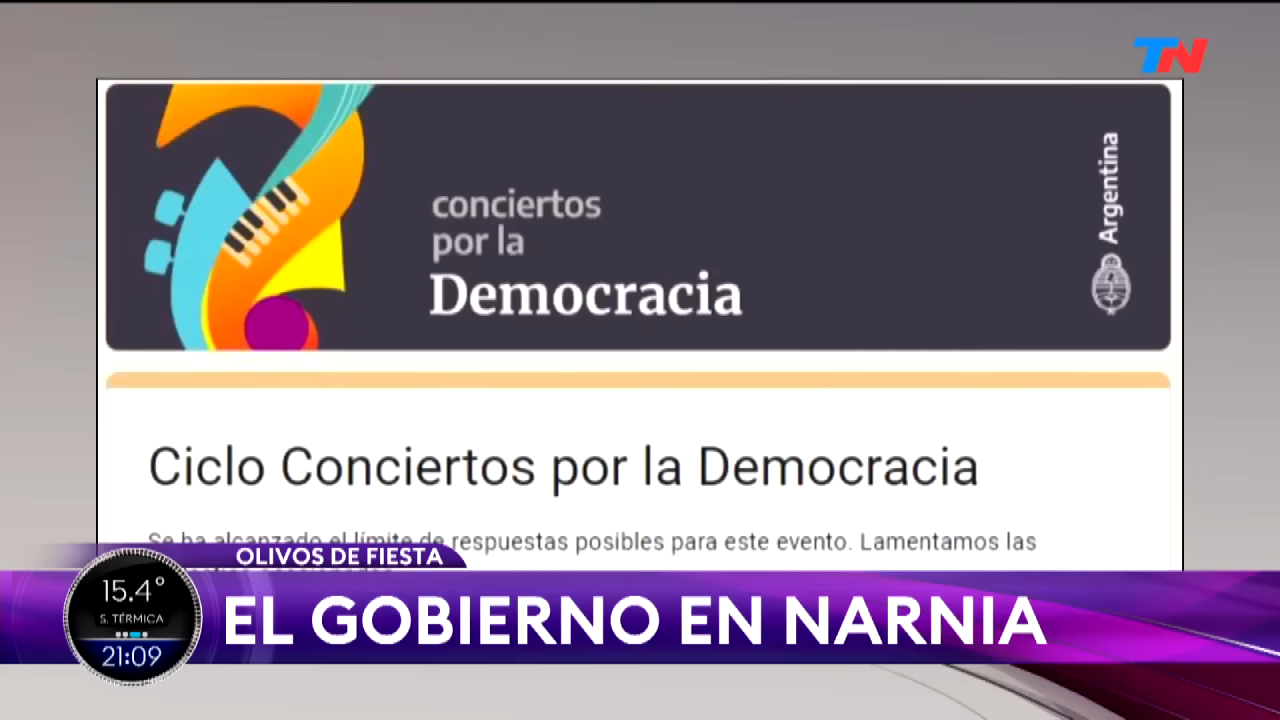 TN
conciertos
por la
Democracia
Argentina
Ciclo Conciertos por la Democracia
Se ha alcanzado el límite de respuestas posibles para este evento. Lamentamos las
OLIVOS DE FIESTA
EL GOBIERNO EN NARNIA
15.4°
S. TÉRMICA
21:09